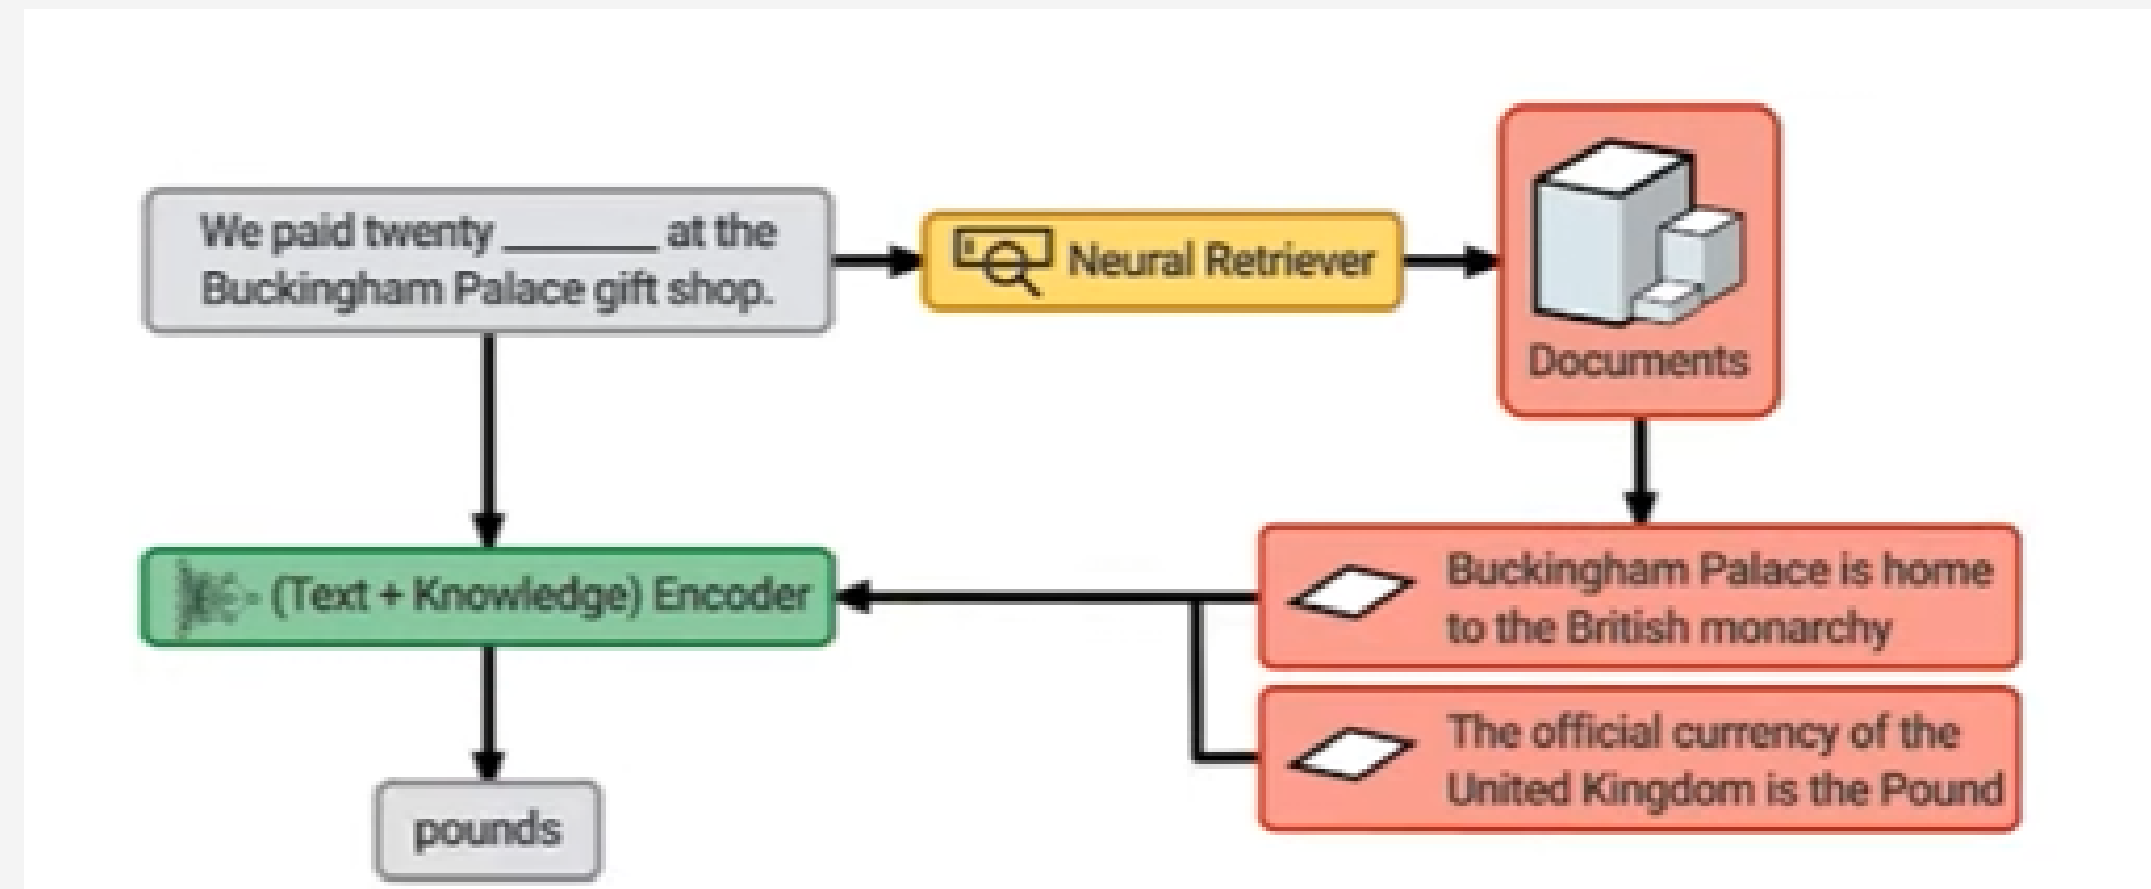 We paid twenty ______ at the
Buckingham Palace gift shop.
Neural Retriever
Documents
(Text + Knowledge) Encoder
Buckingham Palace is home
to the British monarchy
The official currency of the
United Kingdom is the Pound
pounds